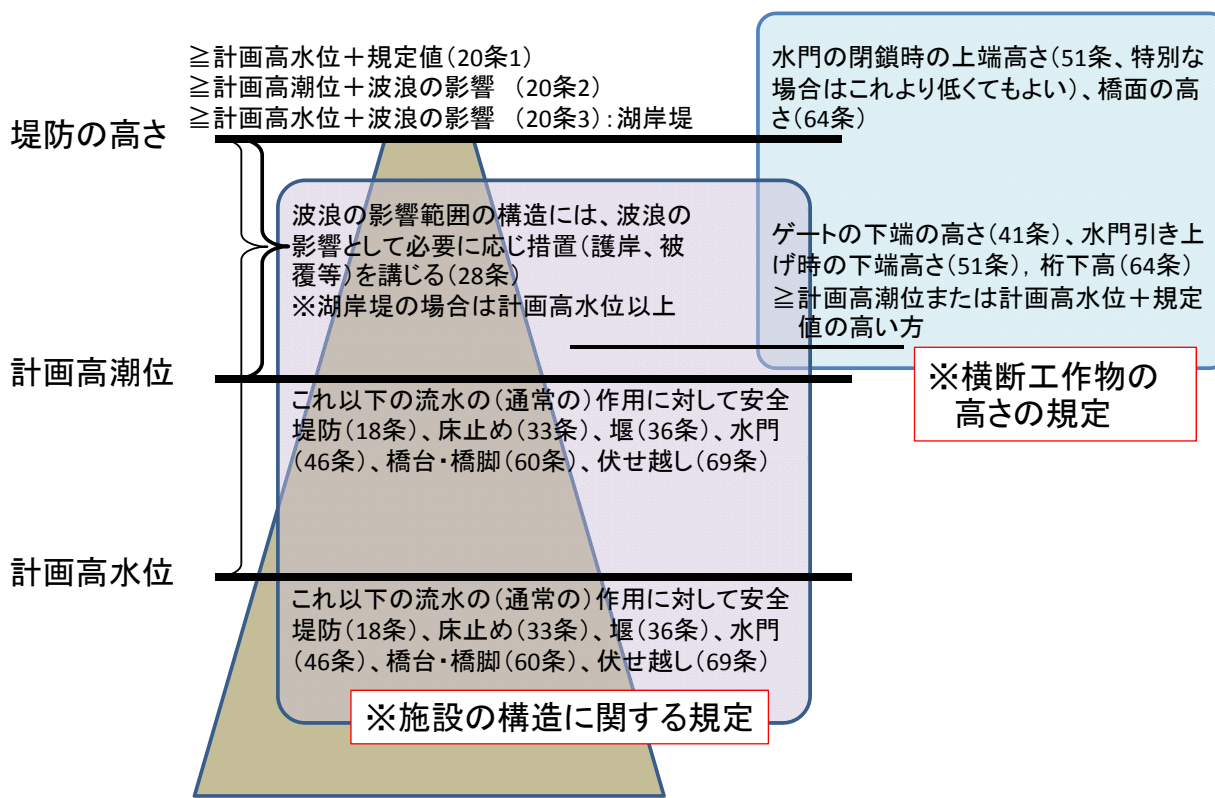 ≧計画高水位＋規定値(20条1)
≧計画高潮位＋波浪の影響 (20条2)
≧計画高水位＋波浪の影響 (20条3)：湖岸堤
堤防の高さ
水門の閉鎖時の上端高さ(51条、特別な
場合はこれより低くてもよい)、橋面の高
さ(64条)
波浪の影響範囲の構造には、波浪の
影響として必要に応じ措置(護岸、被
覆等)を講じる(28条)
※湖岸堤の場合は計画高水位以上
ゲートの下端の高さ(41条)、水門引き上
げ時の下端高さ(51条), 桁下高(64条)
≧計画高潮位または計画高水位＋規定
値の高い方
※横断工作物の
高さの規定
計画高潮位
これ以下の流水の(通常の)作用に対して安全
堤防(18条)、床止め(33条)、堰(36条)、水門
(46条)、橋台・橋脚(60条)、伏せ越し(69条)
計画高水位
これ以下の流水の(通常の)作用に対して安全
堤防(18条)、床止め(33条)、堰(36条)、水門
(46条)、橋台・橋脚(60条)、伏せ越し(69条)
※施設の構造に関する規定